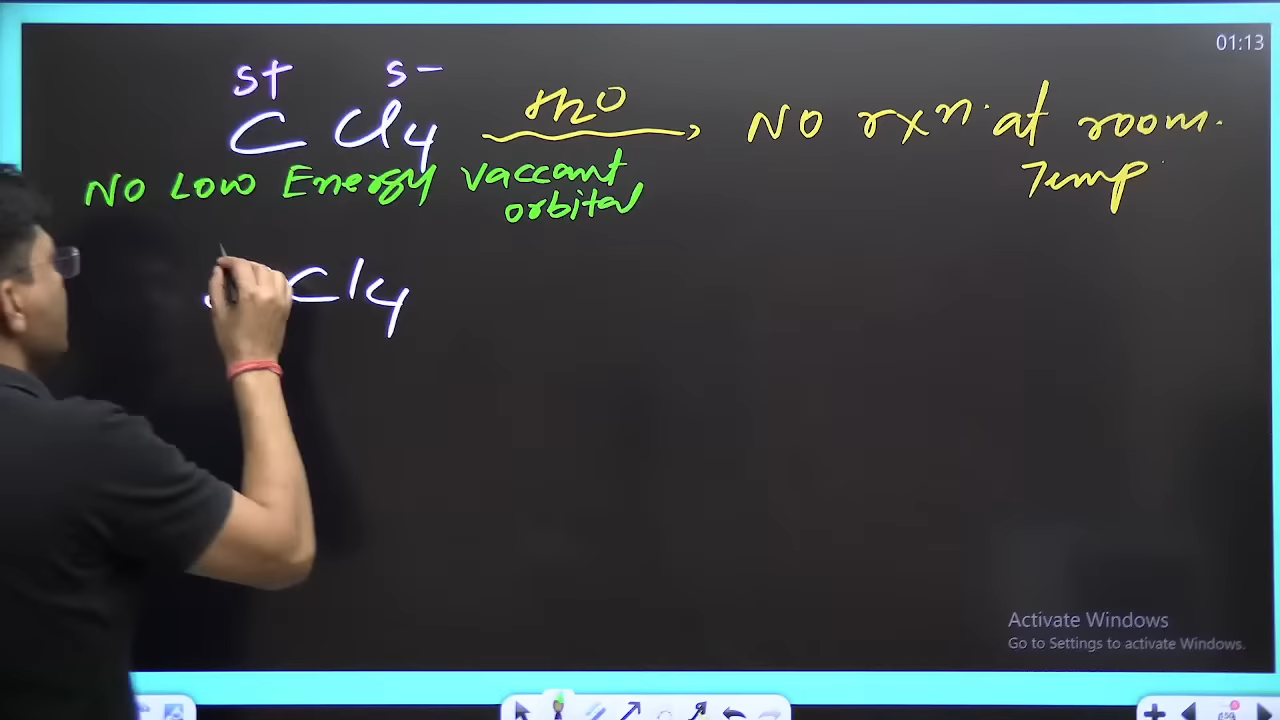 01:13
δ+ δ-
CCl4 H2O → NO rxn. at room.
Temp
NO Low Energy vaccant
orbital
Cl4
Activate Windows
Go to Settings to activate Windows.